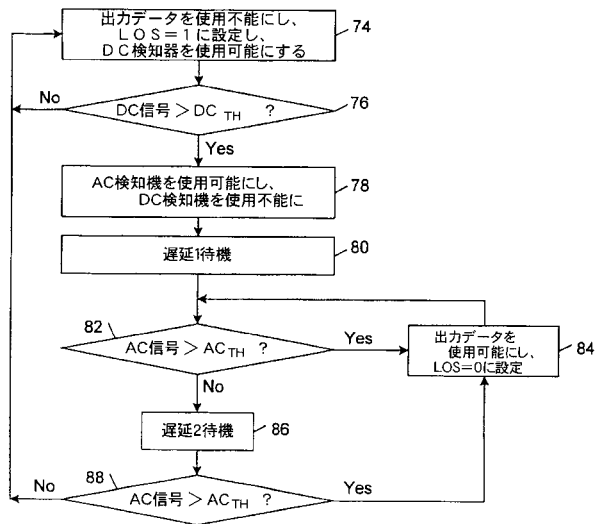 出力データを使用不能にし、
LOS=1に設定し、
DC検知器を使用可能にする
74
No
DC信号＞DC TH ?
76
Yes
AC検知機を使用可能にし、
DC検知機を使用不能に
78
遅延1待機
80
82
AC信号＞ACTH ?
Yes
出力データを
使用可能にし、
LOS=0に設定
84
No
遅延2待機
86
88
No
AC信号＞ACTH ?
Yes